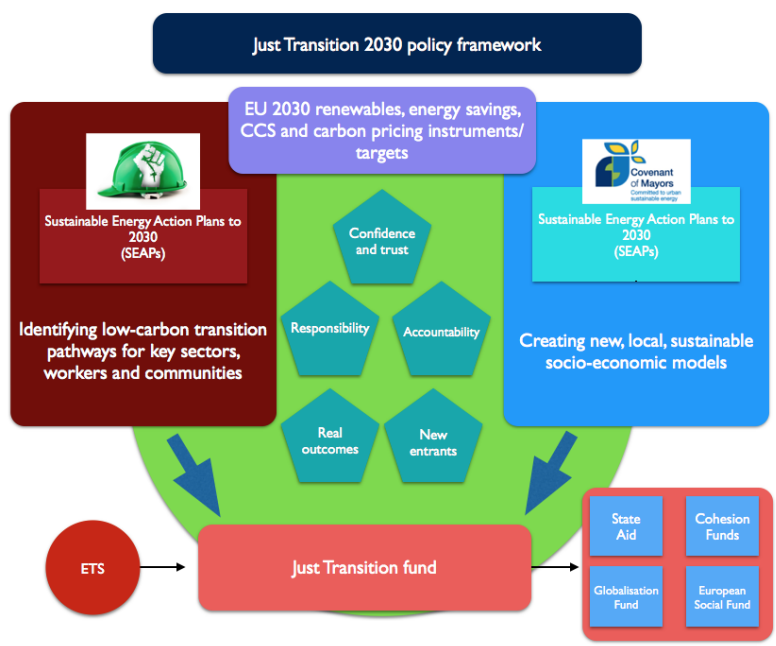 Just Transition 2030 policy framework
EU 2030 renewables, energy savings,
CCS and carbon pricing instruments/
targets
Sustainable Energy Action Plans to
2030
(SEAPs)
Identifying low-carbon transition
pathways for key sectors,
workers and communities
Confidence
and trust
Responsibility
Accountability
Real
outcomes
New
entrants
Covenant
of Mayors
Committed to urban
sustainable energy
Sustainable Energy Action Plans to
2030
(SEAPs)
Creating new, local, sustainable
socio-economic models
ETS
Just Transition fund
State
Aid
Cohesion
Funds
Globalisation
Fund
European
Social Fund